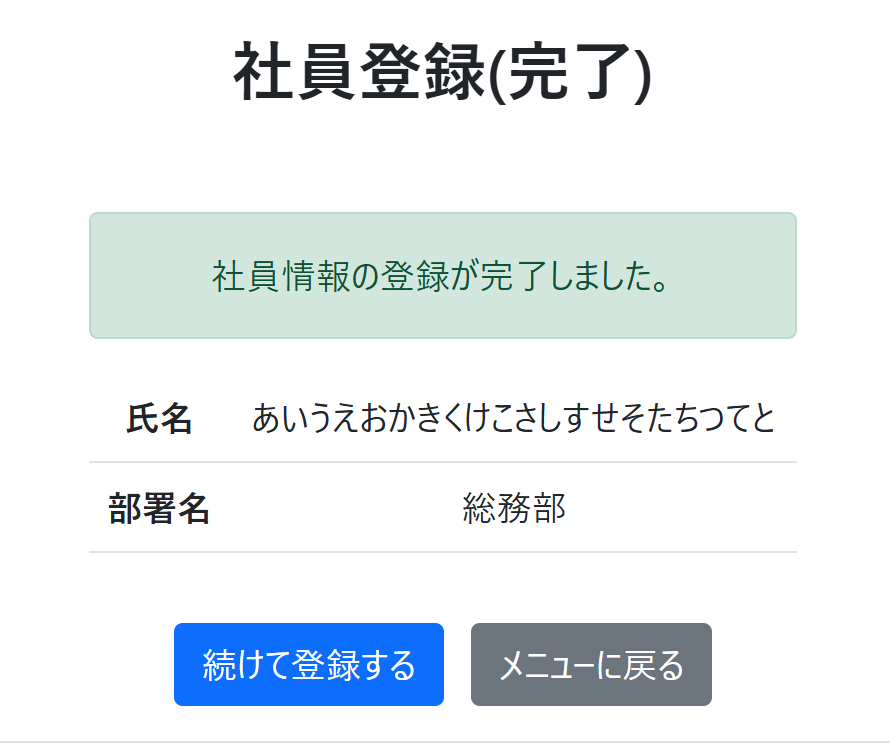 社員登録(完了)
社員情報の登録が完了しました。
氏名 あいうえおかきくけこさしすせそたちつてと
部署名 総務部
続けて登録する メニューに戻る